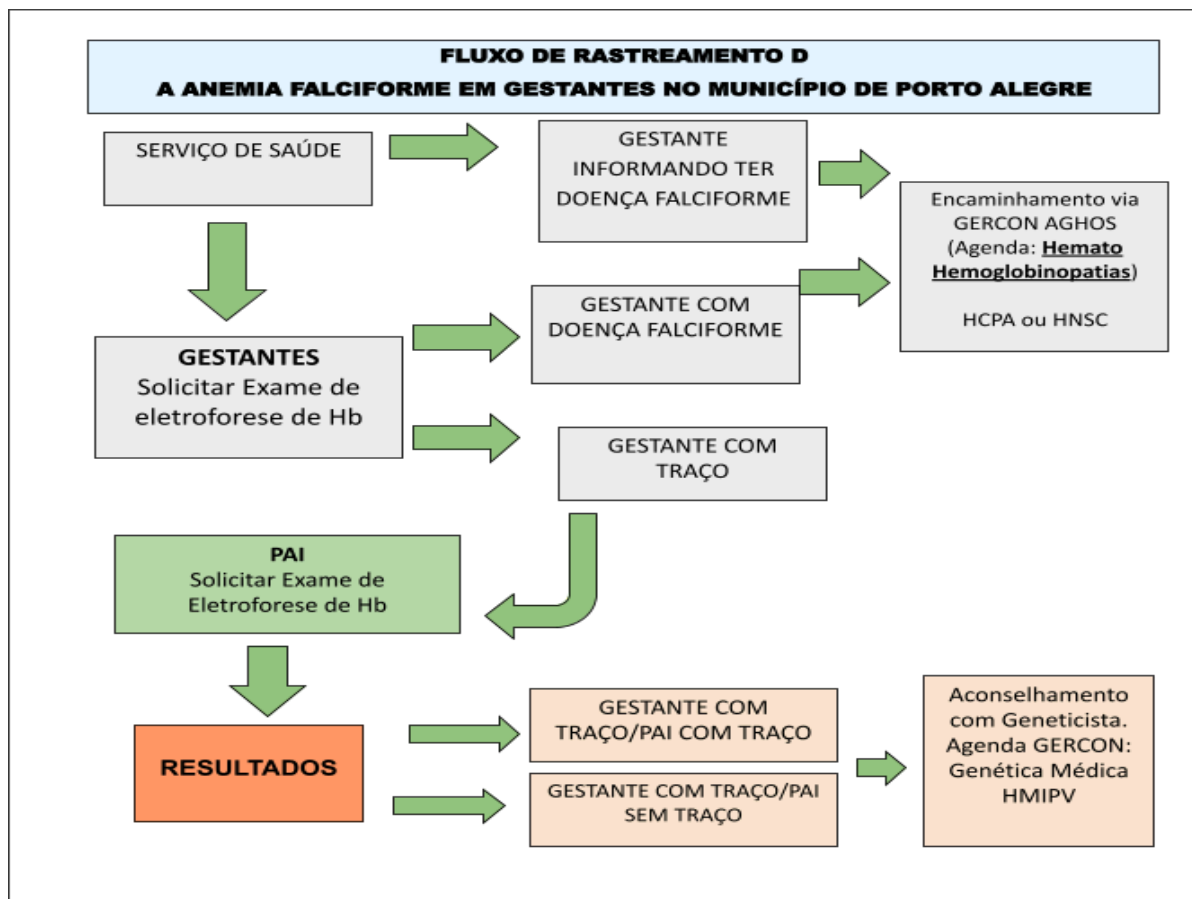 FLUXO DE RASTREAMENTO D
A ANEMIA FALCIFORME EM GESTANTES NO MUNICÍPIO DE PORTO ALEGRE
SERVIÇO DE SAÚDE
GESTANTE
INFORMANDO TER
DOENÇA FALCIFORME
Encaminhamento via
GERCON AGHOS
(Agenda: Hemato
Hemoglobinopatias)
HCPA ou HNSC
GESTANTE COM
DOENÇA FALCIFORME
GESTANTES
Solicitar Exame de
eletroforese de Hb
GESTANTE COM
TRAÇO
PAI
Solicitar Exame de
Eletroforese de Hb
RESULTADOS
GESTANTE COM
TRAÇO/PAI COM TRAÇO
GESTANTE COM TRAÇO/PAI
SEM TRAÇO
Aconselhamento
com Geneticista.
Agenda GERCON:
Genética Médica
HMIPV